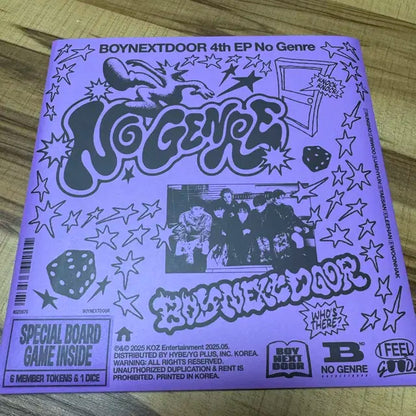 BOYNEXTDOOR 4th EP No Genre
KNOCK
KNOCK
NO GENRE
BOYNEXTDOOR
WHO'S
THERE?
BOYNEXTDOOR
SPECIAL BOARD
GAME INSIDE
6 MEMBER TOKENS & 1 DICE
℗&© 2025 KOZ Entertainment 2025.05.
DISTRIBUTED BY HYBE/YG PLUS, INC. KOREA.
WARNING: ALL RIGHTS RESERVED.
UNAUTHORIZED DUPLICATION & RENT IS
PROHIBITED. PRINTED IN KOREA.
BOY
NEXT
DOOR
B
NO GENRE
I FEEL
GOOD